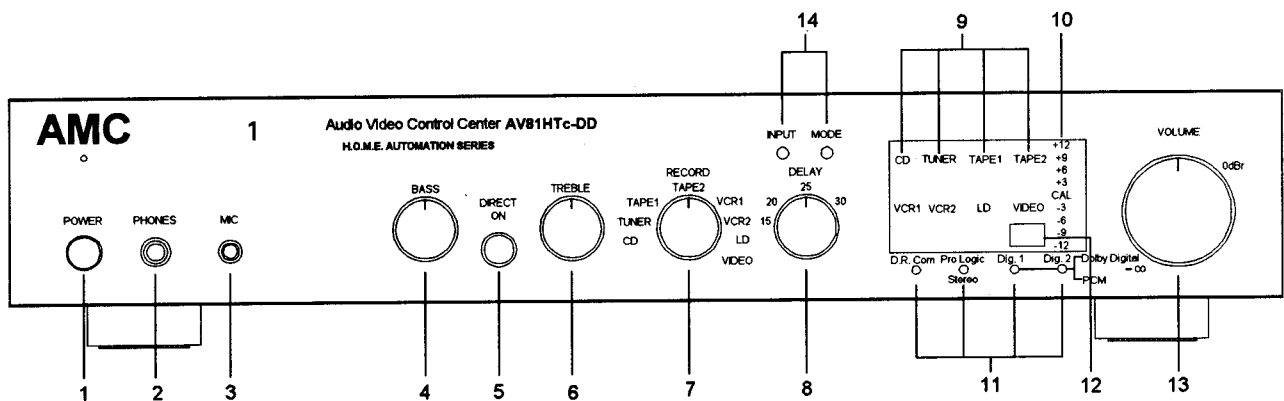 14 9 10
AMC 1 Audio Video Control Center AV81HTc-DD
H.O.M.E. AUTOMATION SERIES
INPUT MODE
VOLUME
0dBr
CD TUNER TAPE1 TAPE2
VCR1 VCR2 LD VIDEO
+12
+9
+6
+3
CAL
-3
-6
-9
-12
POWER PHONES MIC
BASS
DIRECT
ON
TREBLE
RECORD
TAPE2
TAPE1 VCR1
TUNER VCR2
CD LD
VIDEO
DELAY
25
20 30
15
D.R. Com Pro Logic Dig. 1 Dig. 2 Dolby Digital
Stereo PCM
-∞
1 2 3 4 5 6 7 8 11 12 13